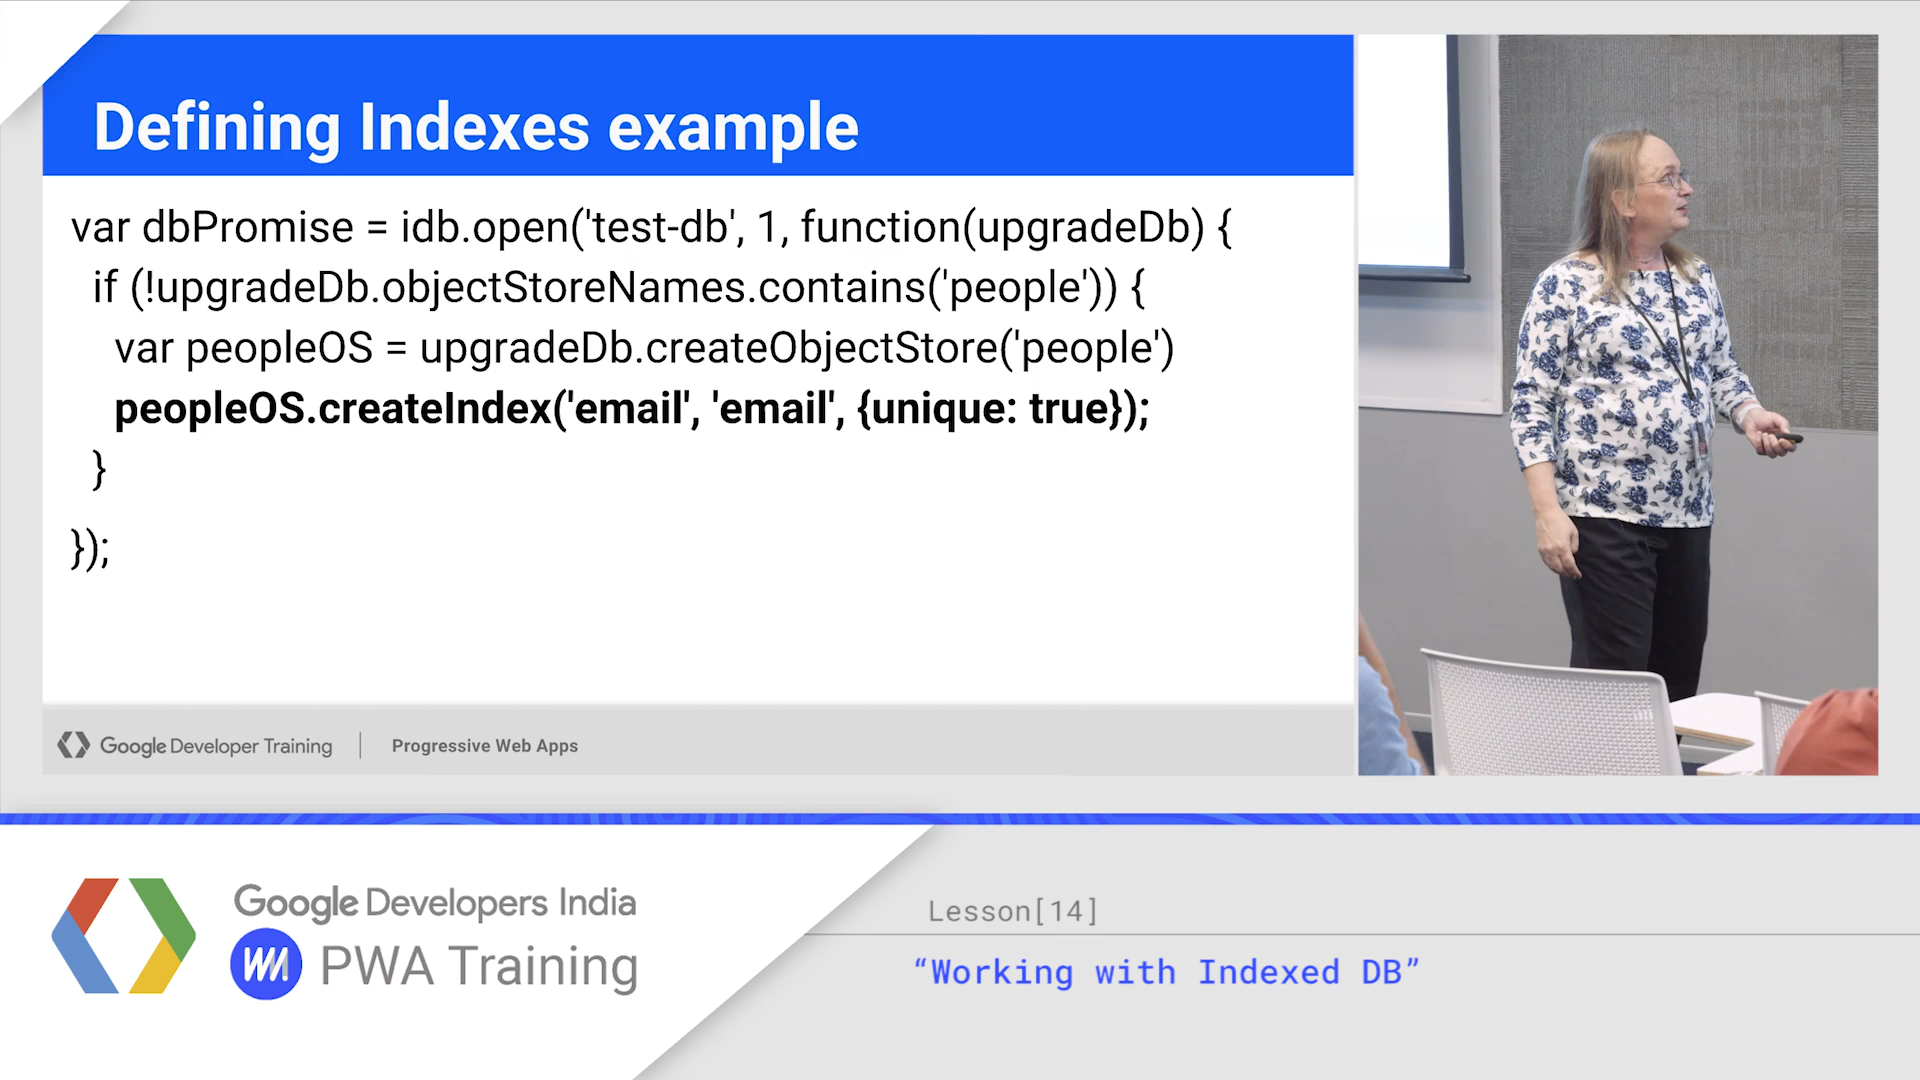 Defining Indexes example
var dbPromise = idb.open('test-db', 1, function(upgradeDb) {
if (!upgradeDb.objectStoreNames.contains('people')) {
var peopleOS = upgradeDb.createObjectStore('people')
peopleOS.createIndex('email', 'email', {unique: true});
}
});
Google Developer Training | Progressive Web Apps
Google Developers India
PWA Training
Lesson[14]
“Working with Indexed DB”